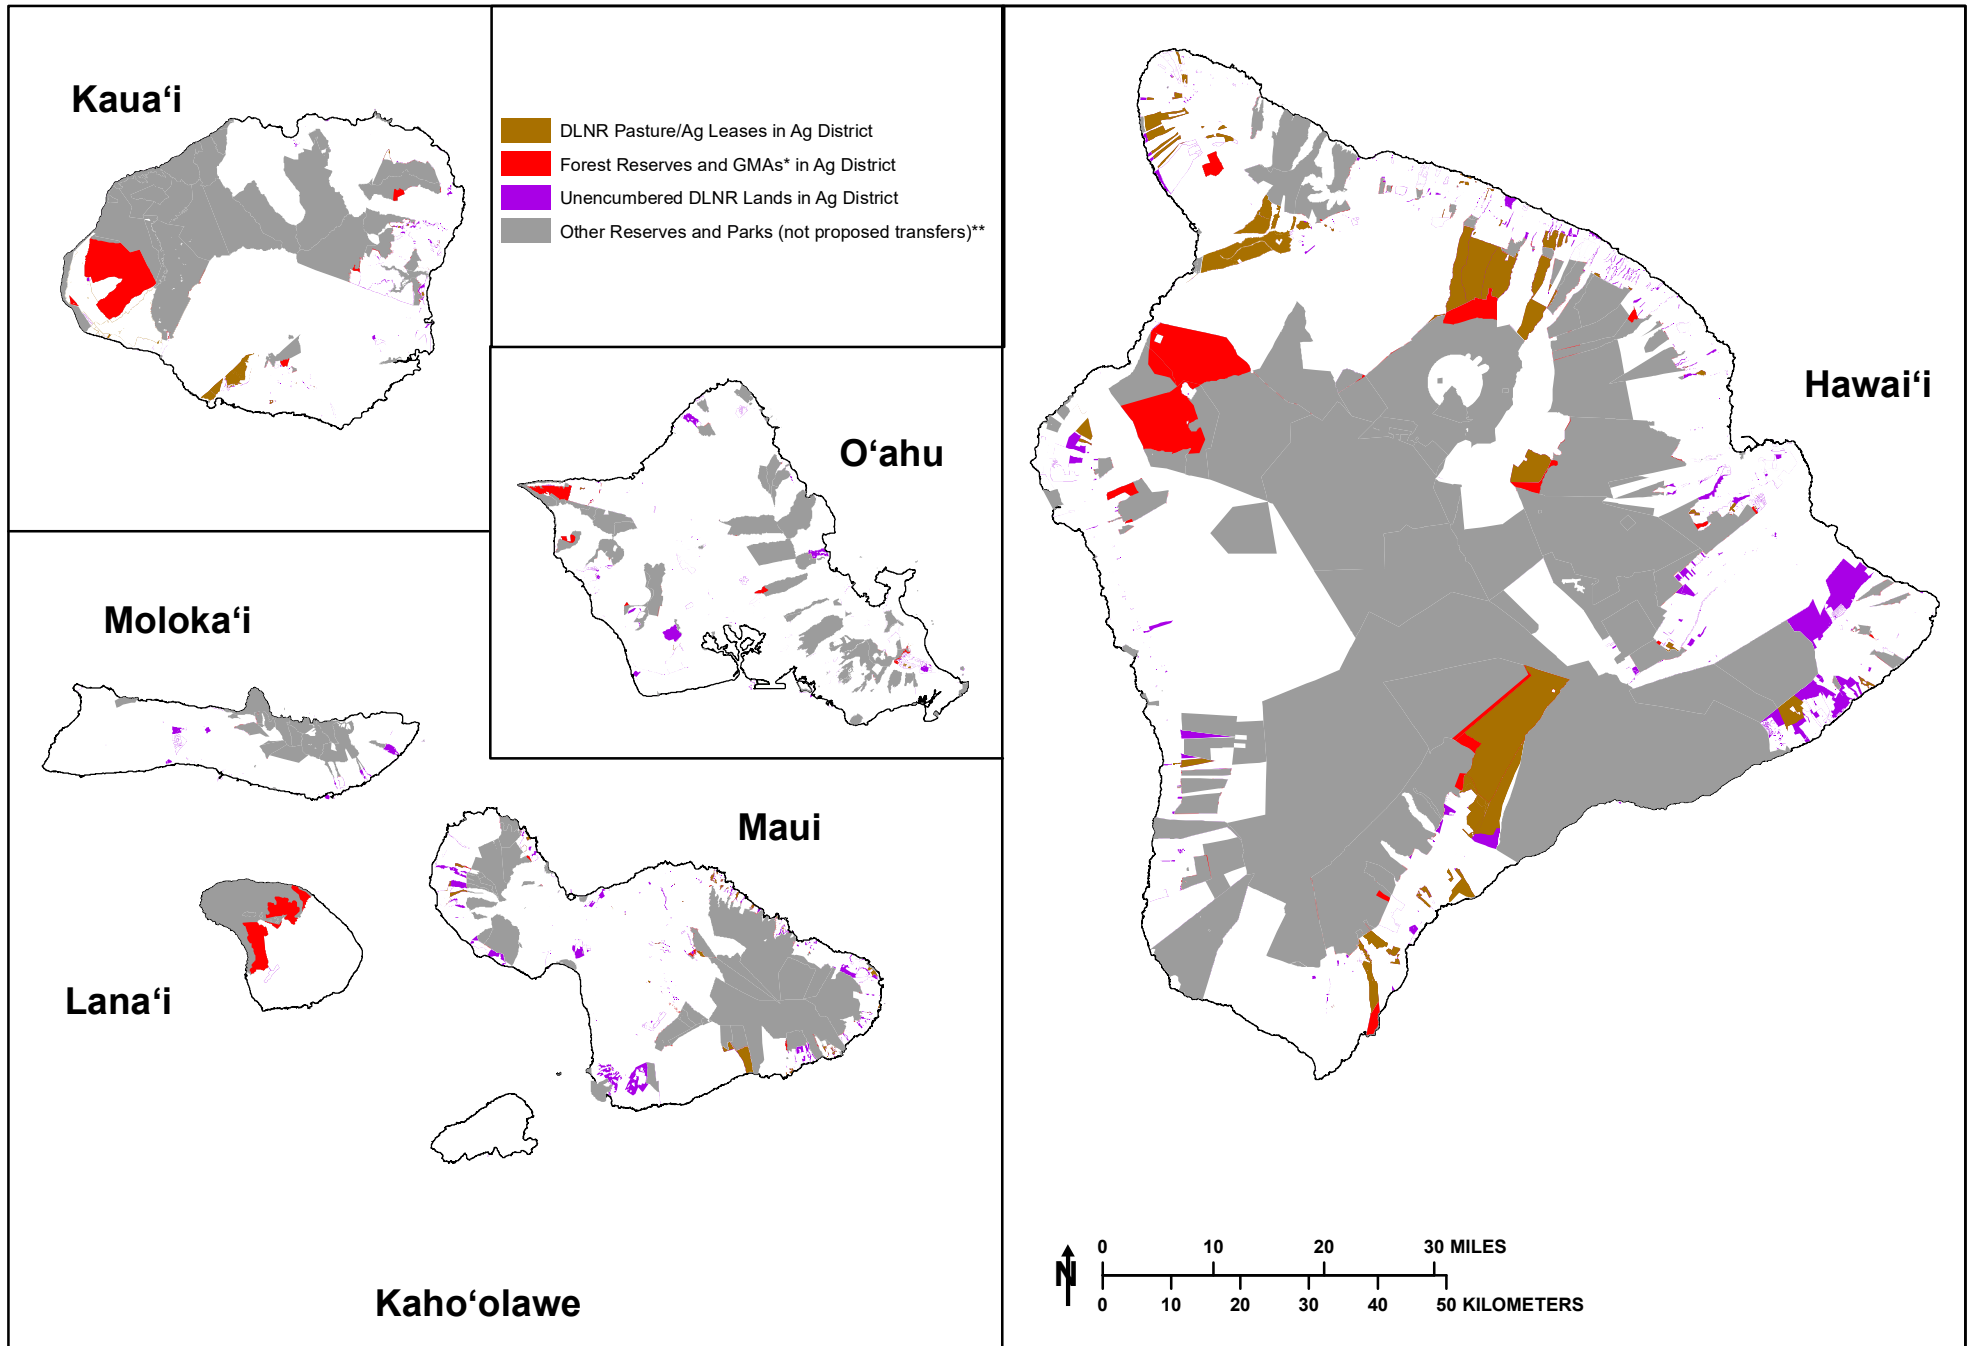 Kauaʻi
DLNR Pasture/Ag Leases in Ag District
Forest Reserves and GMAs* in Ag District
Unencumbered DLNR Lands in Ag District
Other Reserves and Parks (not proposed transfers)**
Hawaiʻi
Oʻahu
Molokaʻi
Maui
Lanaʻi
Kahoʻolawe
N
0 10 20 30 MILES
0 10 20 30 40 50 KILOMETERS